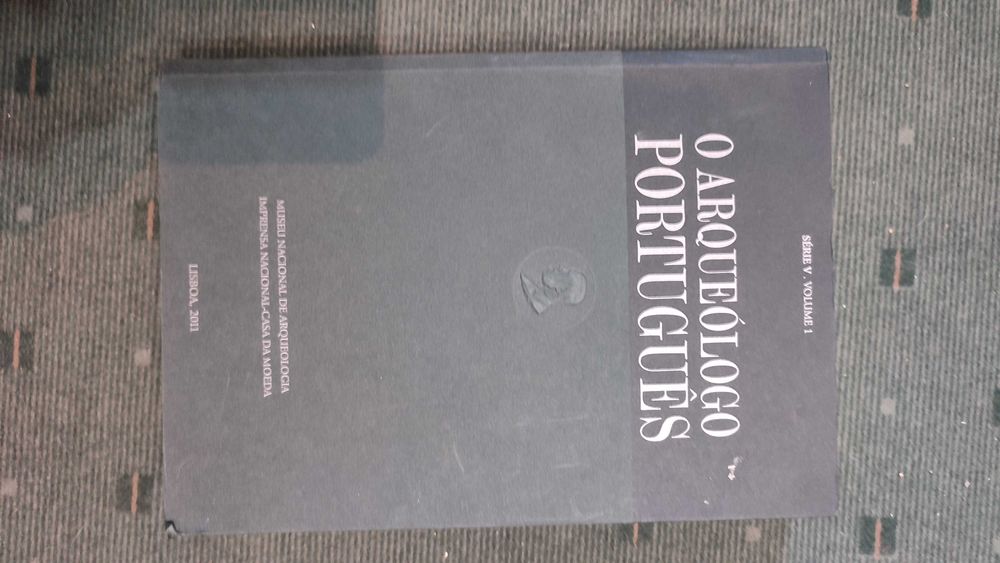 SÉRIE V . VOLUME 1
O ARQUEÓLOGO
PORTUGUÊS
MUSEU NACIONAL DE ARQUEOLOGIA
IMPRENSA NACIONAL-CASA DA MOEDA
LISBOA, 2011